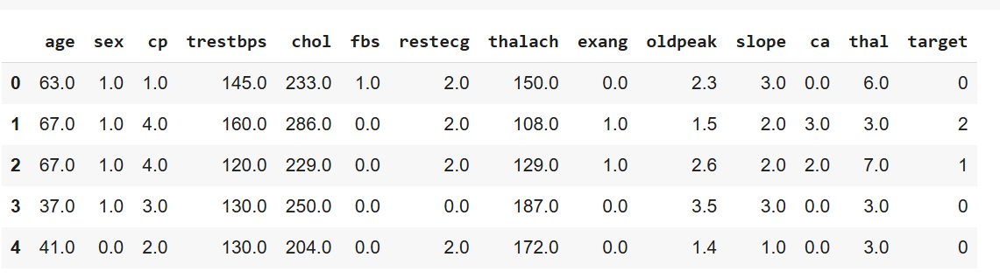 age sex cp trestbps chol fbs restecg thalach exang oldpeak slope ca thal target
0 63.0 1.0 1.0 145.0 233.0 1.0 2.0 150.0 0.0 2.3 3.0 0.0 6.0 0
1 67.0 1.0 4.0 160.0 286.0 0.0 2.0 108.0 1.0 1.5 2.0 3.0 3.0 2
2 67.0 1.0 4.0 120.0 229.0 0.0 2.0 129.0 1.0 2.6 2.0 2.0 7.0 1
3 37.0 1.0 3.0 130.0 250.0 0.0 0.0 187.0 0.0 3.5 3.0 0.0 3.0 0
4 41.0 0.0 2.0 130.0 204.0 0.0 2.0 172.0 0.0 1.4 1.0 0.0 3.0 0